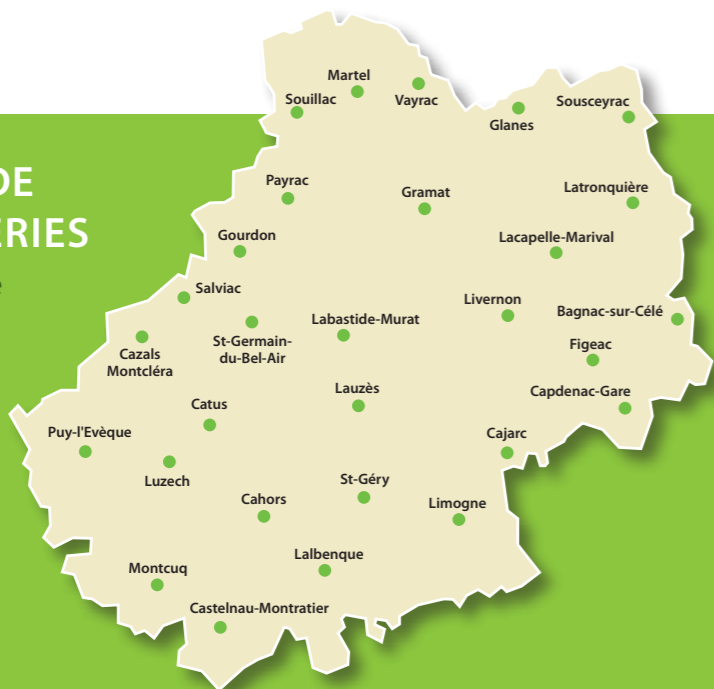 DE
ERIES
e
Martel
Souillac
Vayrac
Glanes
Sousceyrac
Payrac
Gramat
Latronquière
Gourdon
Lacapelle-Marival
Salviac
Livernon
Bagnac-sur-Célé
Labastide-Murat
St-Germain-
du-Bel-Air
Cazals
Montcléra
Figeac
Lauzès
Capdenac-Gare
Catus
Puy-l'Evèque
Cajarc
Luzech
St-Géry
Cahors
Limogne
Lalbenque
Montcuq
Castelnau-Montratier